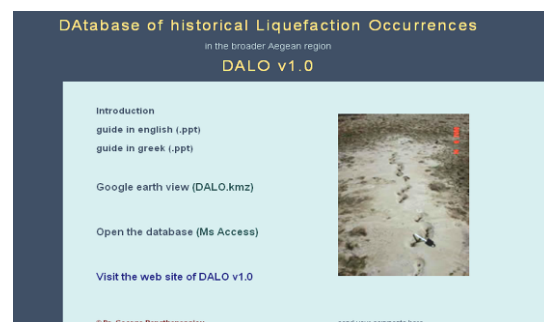 DAtabase of historical Liquefaction Occurrences
in the broader Aegean region
DALO v1.0
Introduction
guide in english (.ppt)
guide in greek (.ppt)
Google earth view (DALO.kmz)
Open the database (Ms Access)
Visit the web site of DALO v1.0